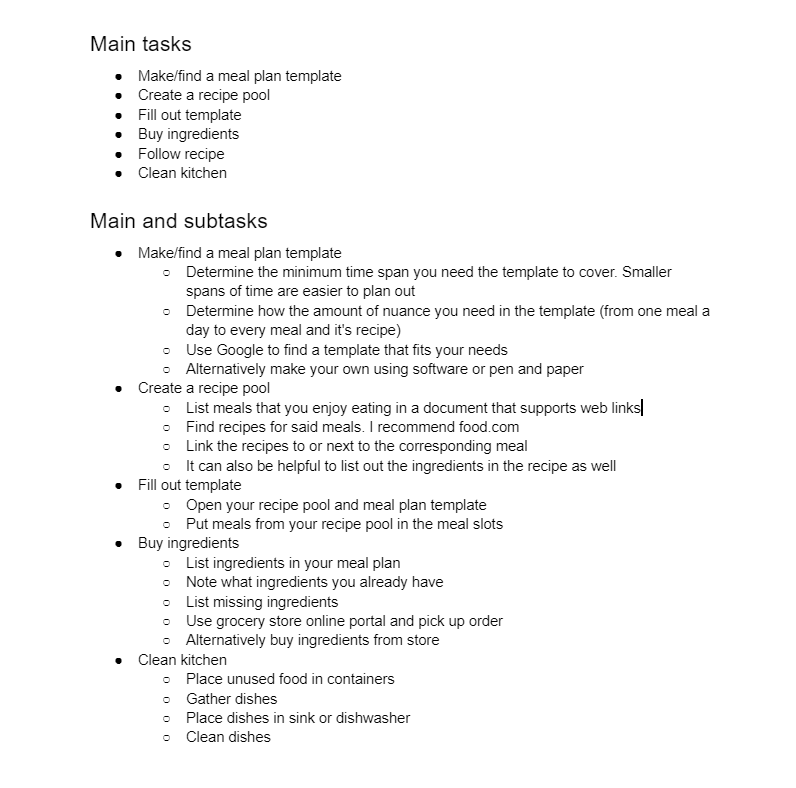 Main tasks
● Make/find a meal plan template
● Create a recipe pool
● Fill out template
● Buy ingredients
● Follow recipe
● Clean kitchen
Main and subtasks
● Make/find a meal plan template
○ Determine the minimum time span you need the template to cover. Smaller
spans of time are easier to plan out
○ Determine how the amount of nuance you need in the template (from one meal a
day to every meal and it's recipe)
○ Use Google to find a template that fits your needs
○ Alternatively make your own using software or pen and paper
● Create a recipe pool
○ List meals that you enjoy eating in a document that supports web links
○ Find recipes for said meals. I recommend food.com
○ Link the recipes to or next to the corresponding meal
○ It can also be helpful to list out the ingredients in the recipe as well
● Fill out template
○ Open your recipe pool and meal plan template
○ Put meals from your recipe pool in the meal slots
● Buy ingredients
○ List ingredients in your meal plan
○ Note what ingredients you already have
○ List missing ingredients
○ Use grocery store online portal and pick up order
○ Alternatively buy ingredients from store
● Clean kitchen
○ Place unused food in containers
○ Gather dishes
○ Place dishes in sink or dishwasher
○ Clean dishes